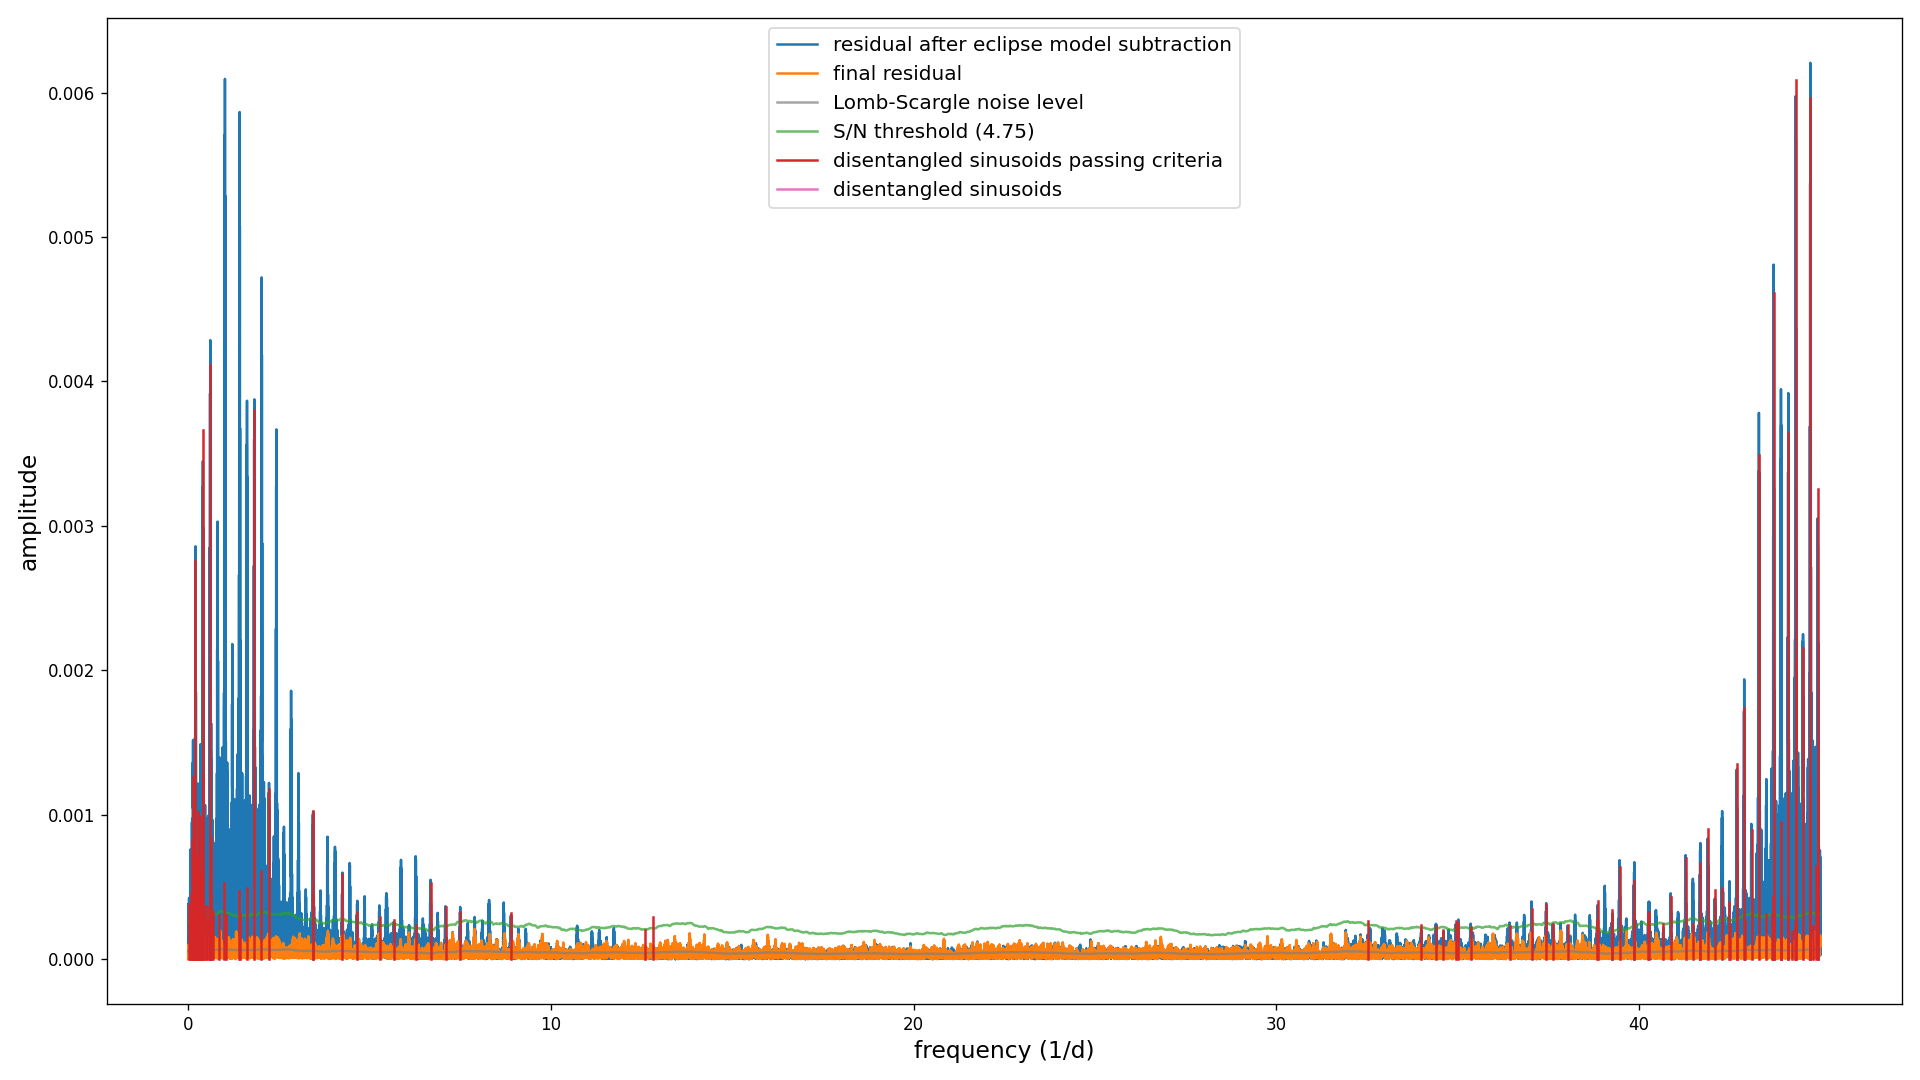 residual after eclipse model subtraction
final residual
Lomb-Scargle noise level
S/N threshold (4.75)
disentangled sinusoids passing criteria
disentangled sinusoids
0.006
0.005
0.004
0.003
0.002
0.001
0.000
amplitude
0 10 20 30 40
frequency (1/d)